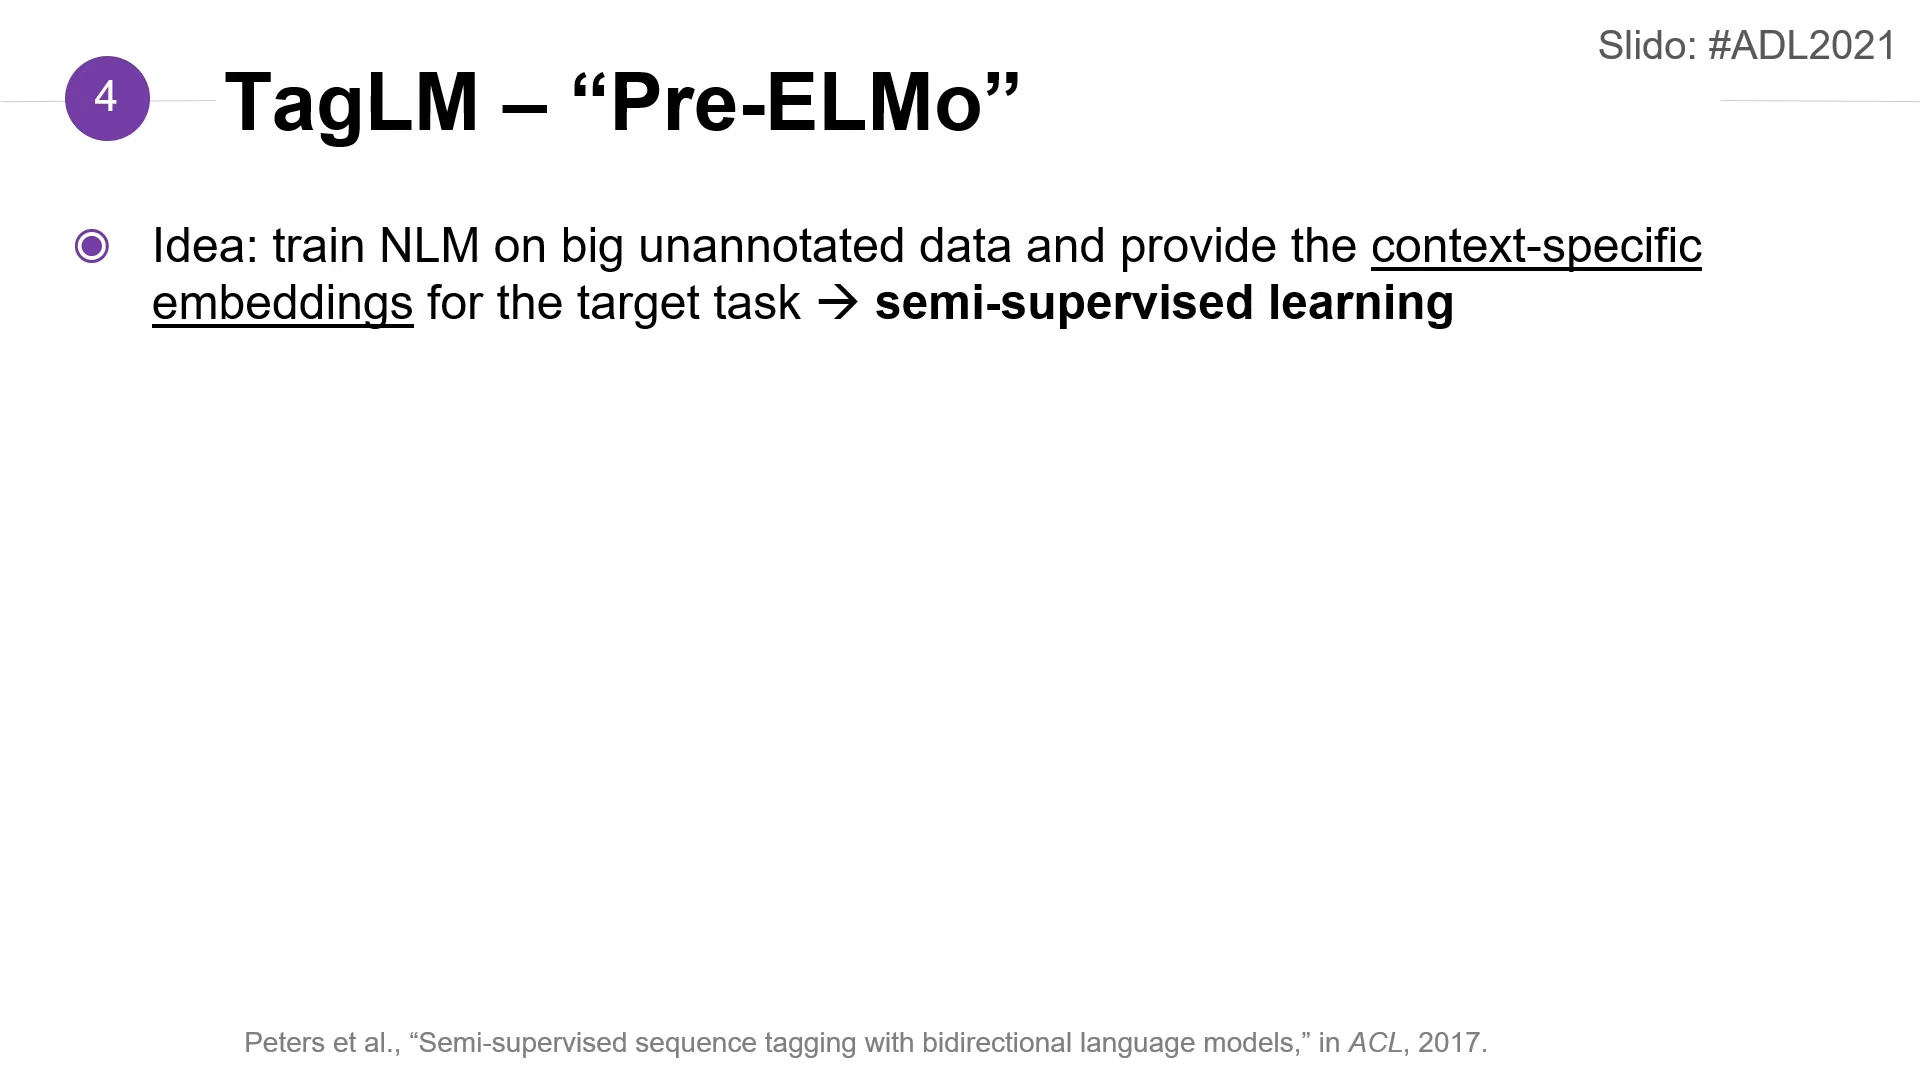 Slido: #ADL2021
4
TagLM – “Pre-ELMo”
Idea: train NLM on big unannotated data and provide the context-specific
embeddings for the target task → semi-supervised learning
Peters et al., “Semi-supervised sequence tagging with bidirectional language models,” in ACL, 2017.